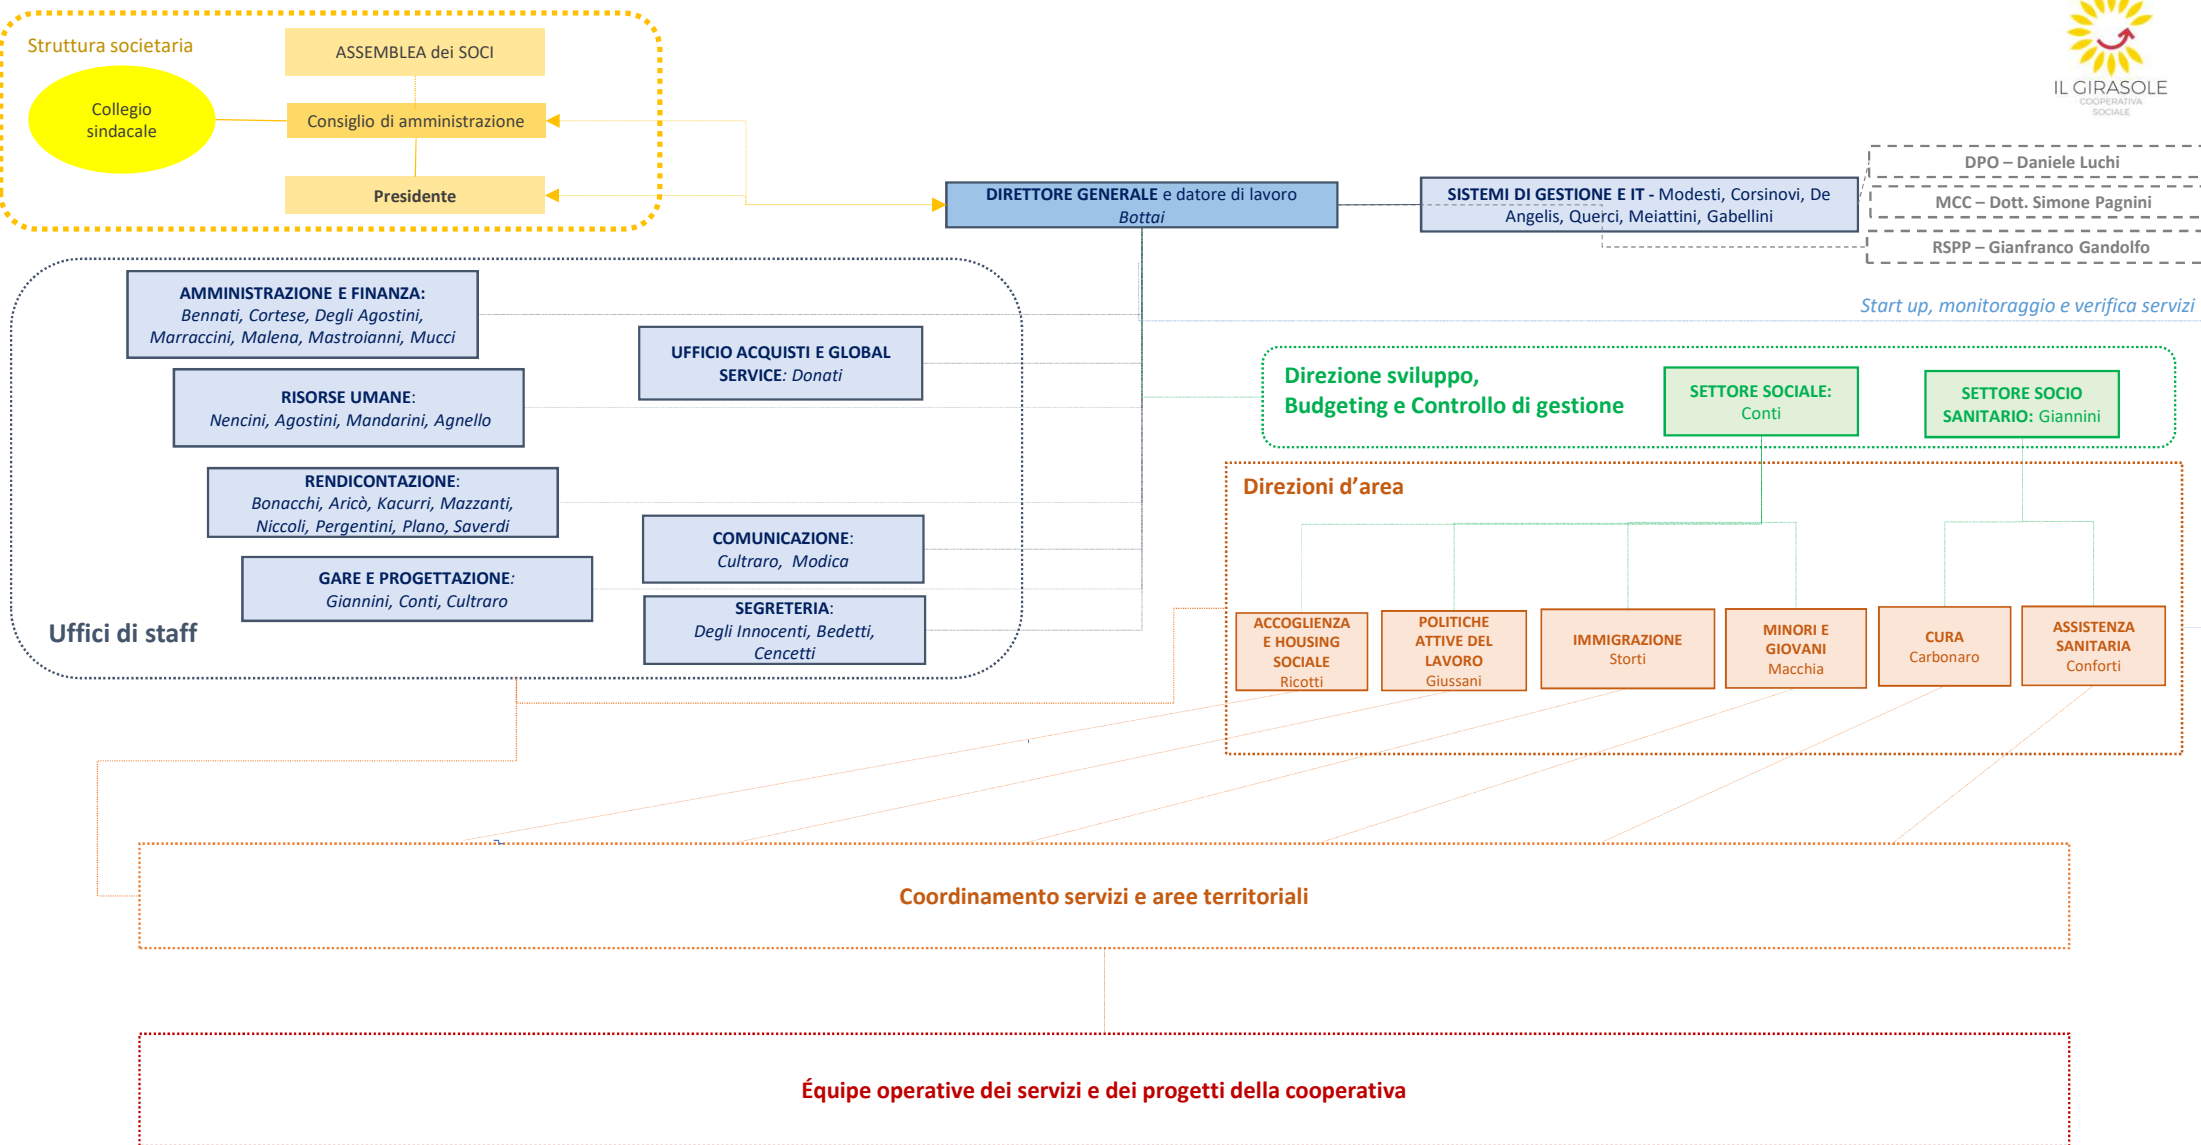 Struttura societaria
ASSEMBLEA dei SOCI
Collegio
sindacale
Consiglio di amministrazione
Presidente
IL GIRASOLE
COOPERATIVA
SOCIALE
DIRETTORE GENERALE e datore di lavoro
Bottai
SISTEMI DI GESTIONE E IT - Modesti, Corsinovi, De
Angelis, Querci, Meiattini, Gabellini
DPO – Daniele Luchi
MCC – Dott. Simone Pagnini
RSPP – Gianfranco Gandolfo
Start up, monitoraggio e verifica servizi
AMMINISTRAZIONE E FINANZA:
Bennati, Cortese, Degli Agostini,
Marraccini, Malena, Mastroianni, Mucci
UFFICIO ACQUISTI E GLOBAL
SERVICE: Donati
RISORSE UMANE:
Nencini, Agostini, Mandarini, Agnello
RENDICONTAZIONE:
Bonacchi, Aricò, Kacurri, Mazzanti,
Niccoli, Pergentini, Plano, Saverdi
COMUNICAZIONE:
Cultraro, Modica
GARE E PROGETTAZIONE:
Giannini, Conti, Cultraro
SEGRETERIA:
Degli Innocenti, Bedetti,
Cencetti
Uffici di staff
Direzione sviluppo,
Budgeting e Controllo di gestione
SETTORE SOCIALE:
Conti
SETTORE SOCIO
SANITARIO: Giannini
Direzioni d’area
ACCOGLIENZA
E HOUSING
SOCIALE
Ricotti
POLITICHE
ATTIVE DEL
LAVORO
Giussani
IMMIGRAZIONE
Storti
MINORI E
GIOVANI
Macchia
CURA
Carbonaro
ASSISTENZA
SANITARIA
Conforti
Coordinamento servizi e aree territoriali
Équipe operative dei servizi e dei progetti della cooperativa